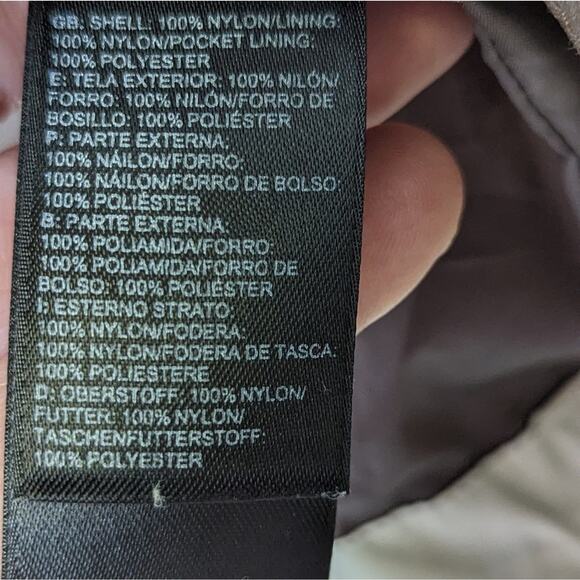 GB: SHELL: 100% NYLON/LINING:
100% NYLON/POCKET LINING:
100% POLYESTER
E: TELA EXTERIOR: 100% NILÓN/
FORRO: 100% NILÓN/FORRO DE
BOSILLO: 100% POLIÉSTER
P: PARTE EXTERNA:
100% NÁILON/FORRO:
100% NÁILON/FORRO DE BOLSO:
100% POLIÉSTER
B: PARTE EXTERNA:
100% POLIAMIDA/FORRO:
100% POLIAMIDA/FORRO DE
BOLSO: 100% POLIÉSTER
I: ESTERNO STRATO:
100% NYLON/FODERA:
100% NYLON/FODERA DE TASCA:
100% POLIESTERE
D: OBERSTOFF: 100% NYLON/
FUTTER: 100% NYLON/
TASCHENFUTTERSTOFF:
100% POLYESTER